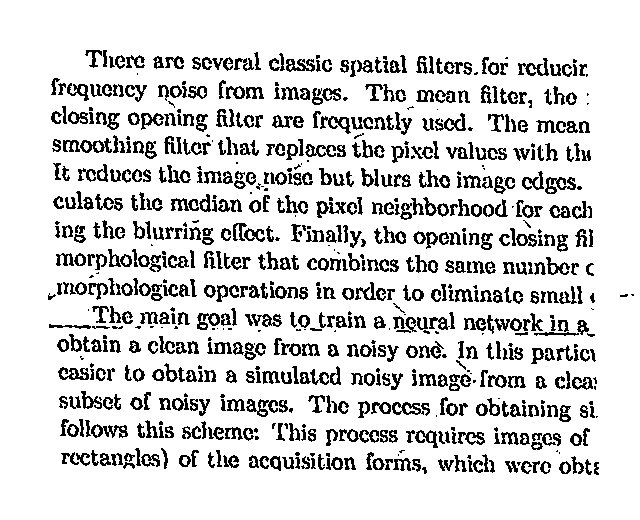 There are several classic spatial filters for reducin
frequency noise from images. The mean filter, the
closing opening filter are frequently used. The mean
smoothing filter that replaces the pixel values with the
It reduces the image noise but blurs the image edges.
culates the median of the pixel neighborhood for each
ing the blurring effect. Finally, the opening closing fil
morphological filter that combines the same number o
morphological operations in order to eliminate small
The main goal was to train a neural network in a
obtain a clean image from a noisy one. In this particu
easier to obtain a simulated noisy image from a clea
subset of noisy images. The process for obtaining si
follows this scheme: This process requires images of
rectangles) of the acquisition forms, which were obta